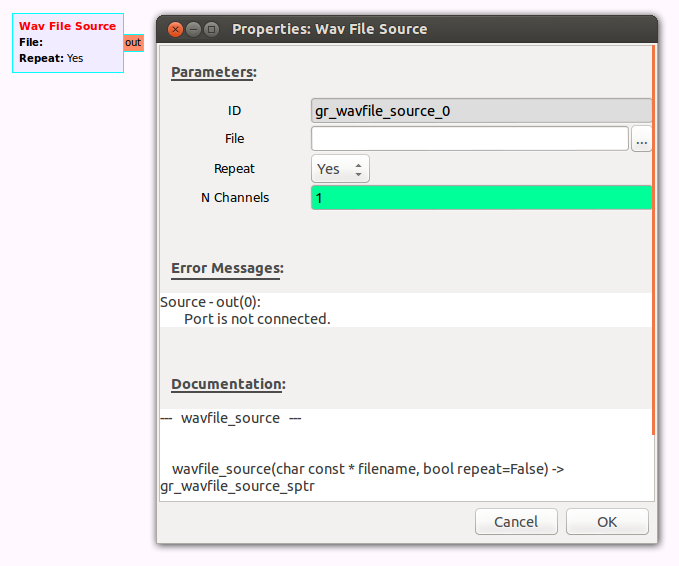 Wav File Source
File:
Repeat: Yes
out
Properties: Wav File Source
Parameters:
ID gr_wavfile_source_0
File ...
Repeat Yes
N Channels 1
Error Messages:
Source - out(0):
Port is not connected.
Documentation:
--- wavfile_source ---
wavfile_source(char const * filename, bool repeat=False) ->
gr_wavfile_source_sptr
Cancel OK